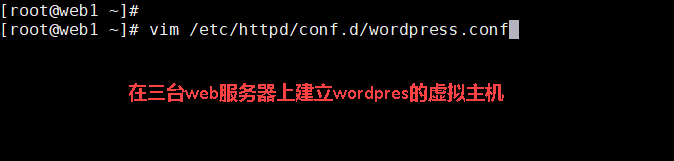 [root@web1 ~]#
[root@web1 ~]# vim /etc/httpd/conf.d/wordpress.conf
在三台web服务器上建立wordpres的虚拟主机